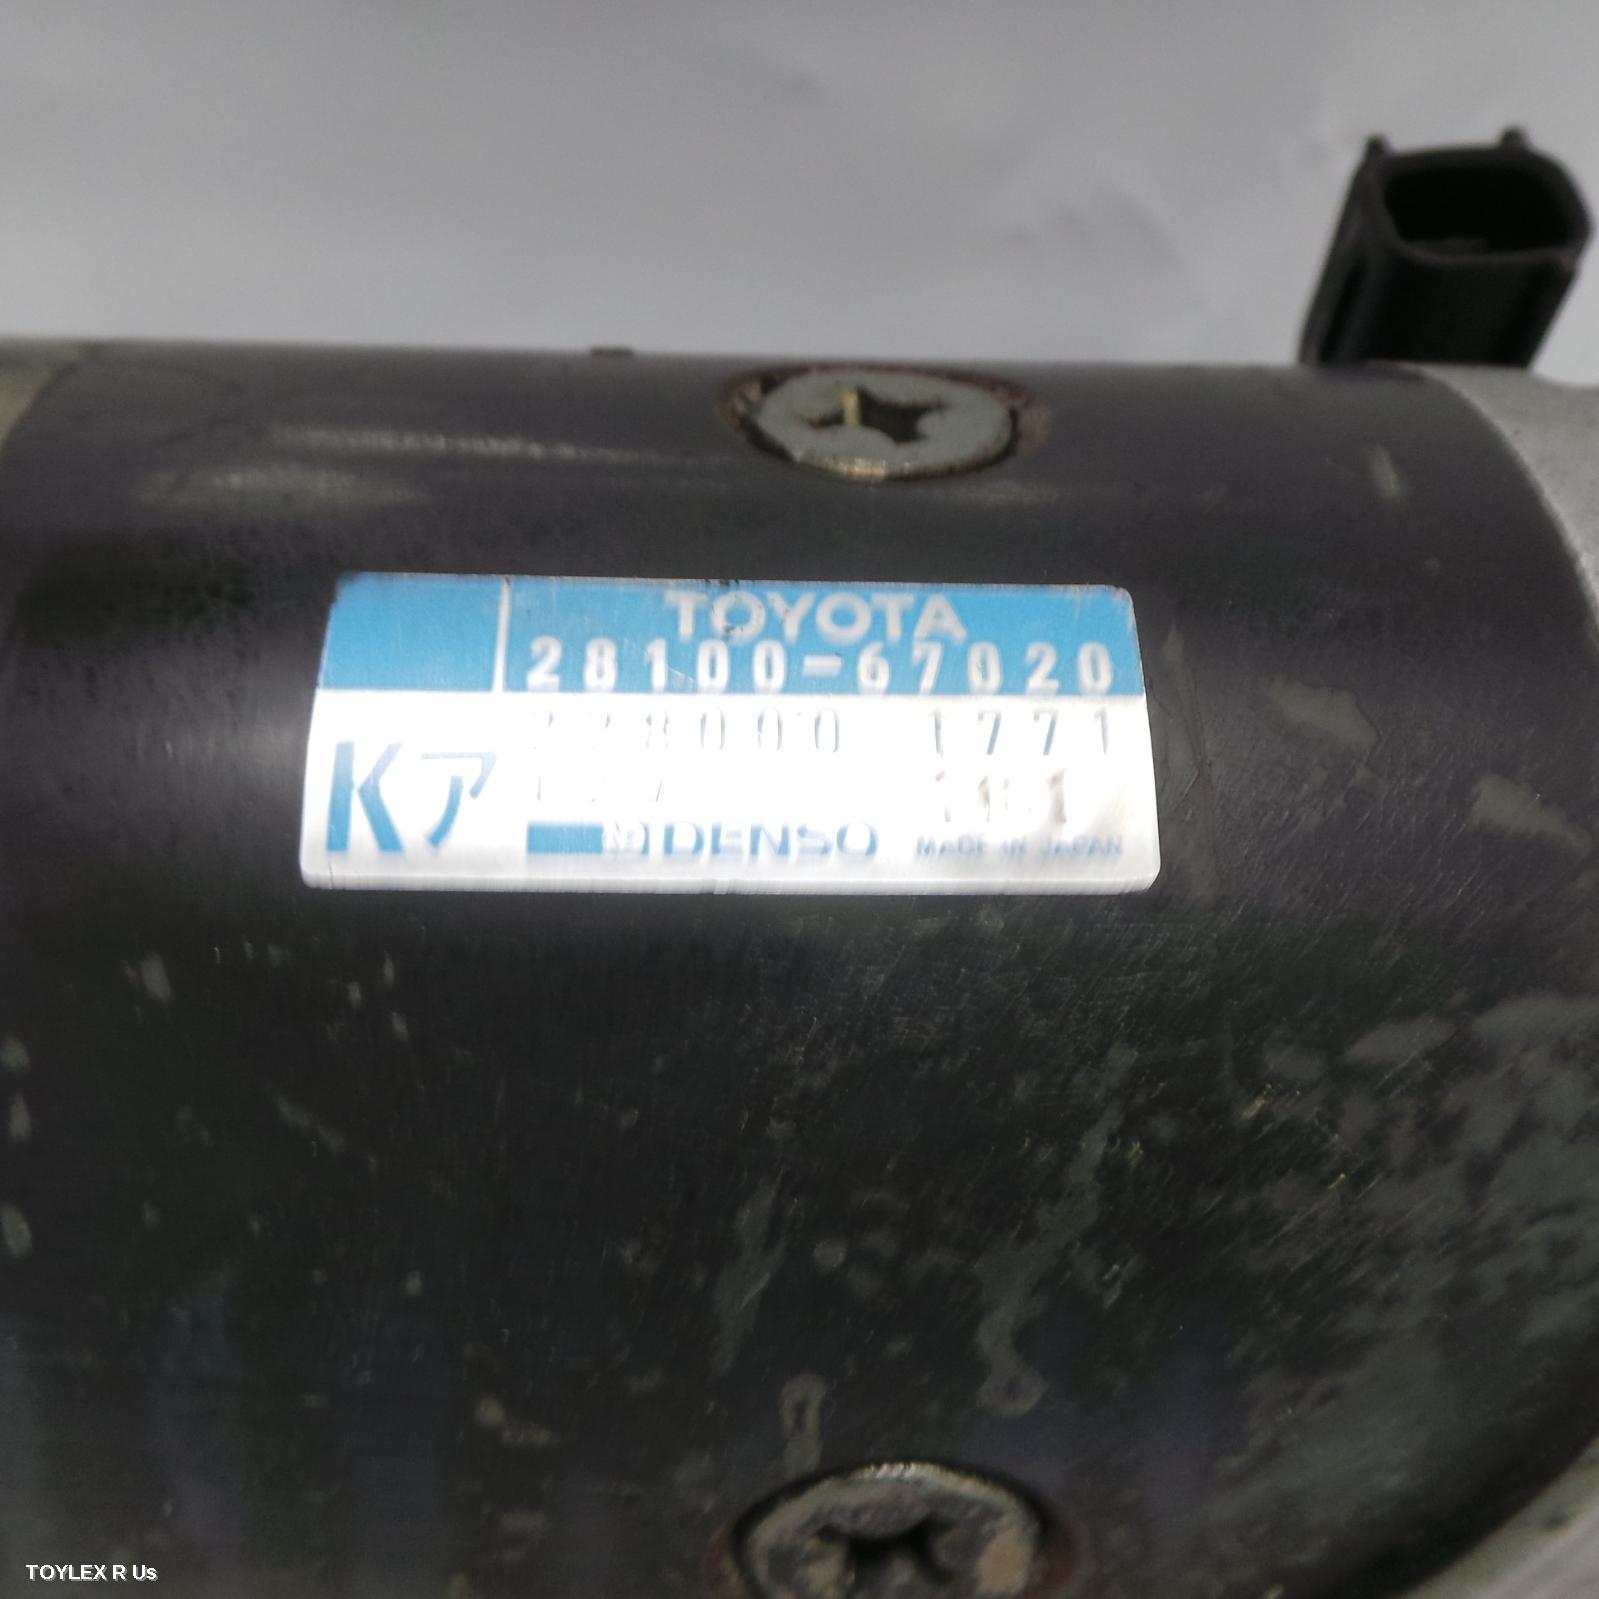 TOYOTA
28100-67020
228000 1771
Kア
DENSO MADE IN JAPAN
TOYLEX R Us